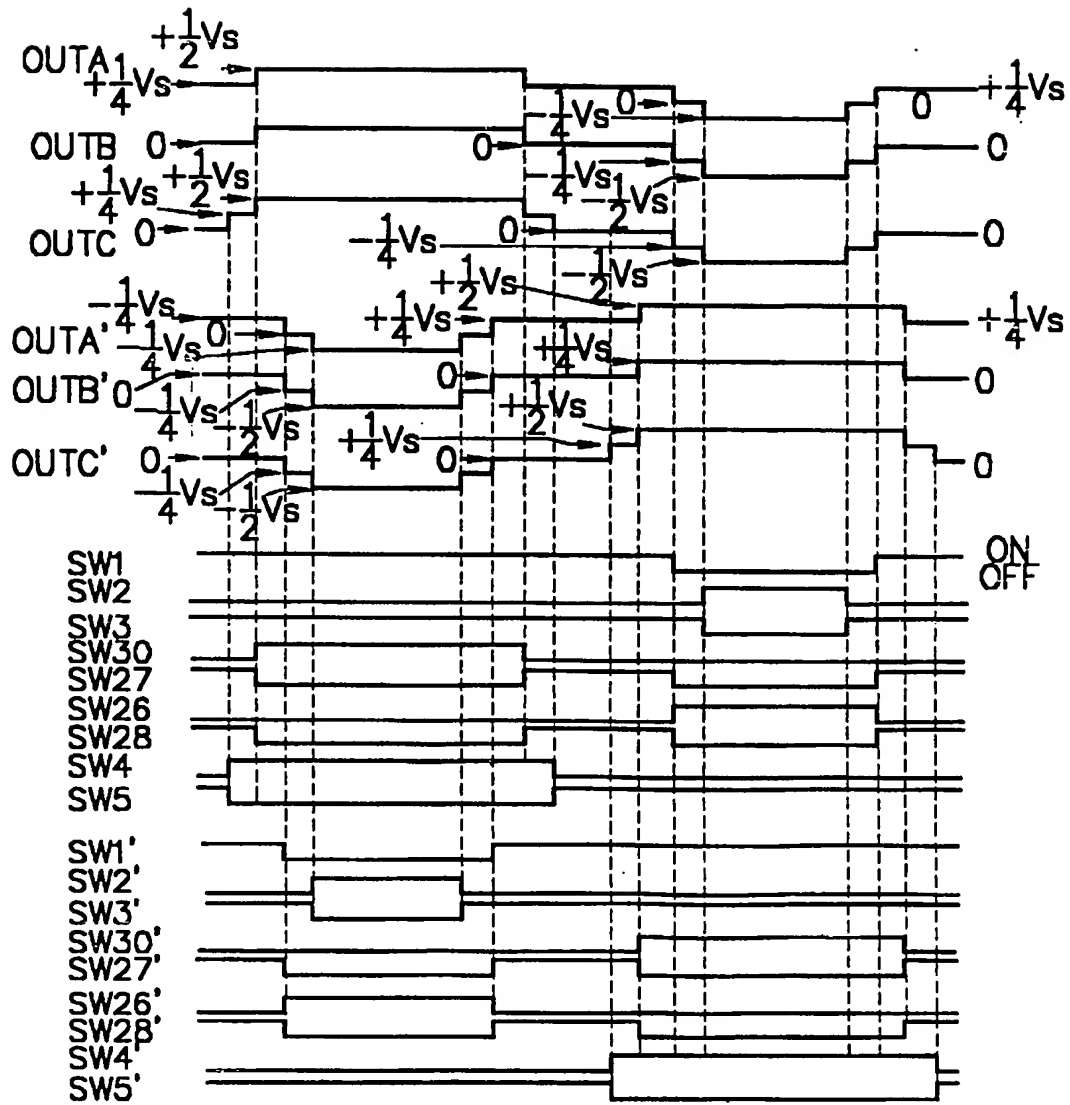 +1/2Vs
OUTA
+1/4Vs
0
-1/4Vs
0
+1/4Vs
OUTB 0
0
-1/4Vs
0
+1/4Vs
+1/2Vs
-1/2Vs
OUTC 0
0
-1/4Vs
-1/2Vs
0
-1/4Vs
+1/2Vs
+1/4Vs
0
OUTA'
-1/4Vs
+1/4Vs
+1/4Vs
OUTB' 0
0
0
-1/4Vs
-1/2Vs
+1/2Vs
+1/4Vs
OUTC' 0
0
0
-1/4Vs
-1/2Vs
SW1
ON
OFF
SW2
SW3
SW30
SW27
SW26
SW28
SW4
SW5
SW1'
SW2'
SW3'
SW30'
SW27'
SW26'
SW28'
SW4'
SW5'